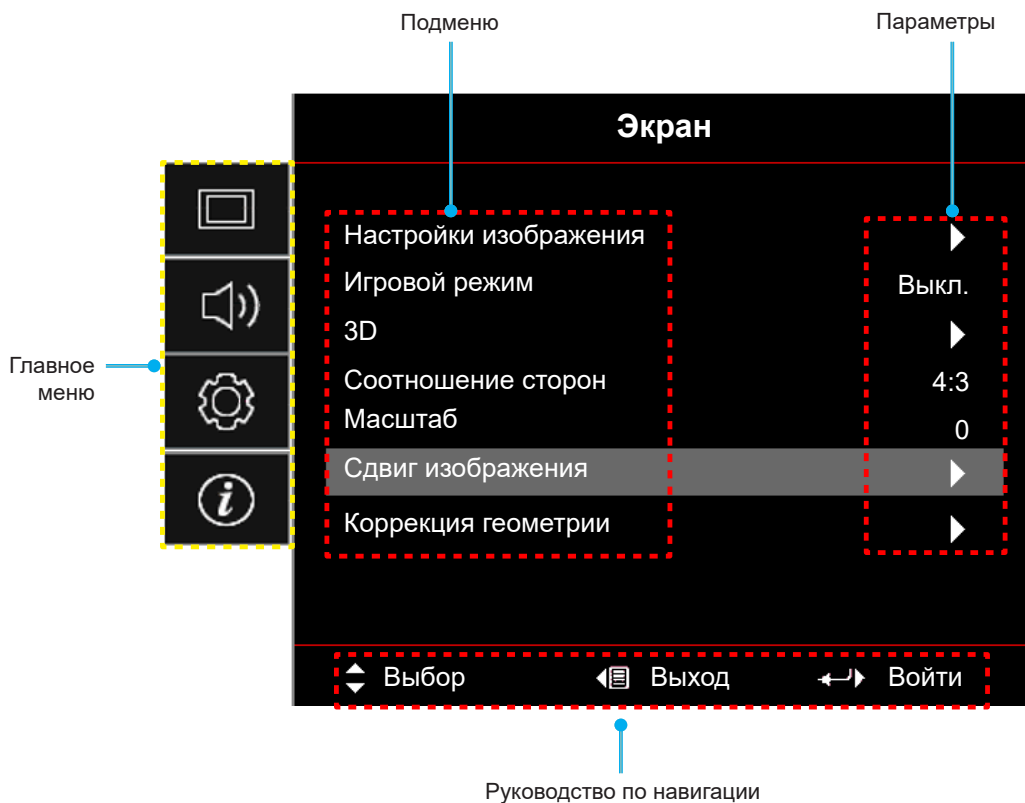 Подменю
Параметры
Экран
Настройки изображения
Игровой режим
Выкл.
3D
Соотношение сторон
4:3
Масштаб
0
Сдвиг изображения
Коррекция геометрии
Главное
меню
Выбор
Выход
Войти
Руководство по навигации